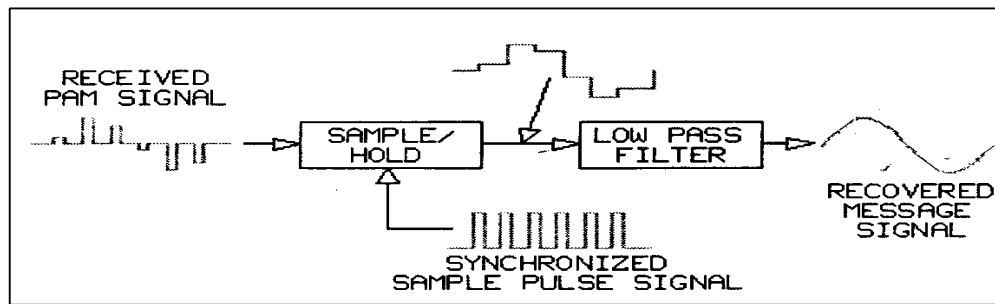 RECEIVED
PAM SIGNAL
SAMPLE/
HOLD
LOW PASS
FILTER
RECOVERED
MESSAGE
SIGNAL
SYNCHRONIZED
SAMPLE PULSE SIGNAL